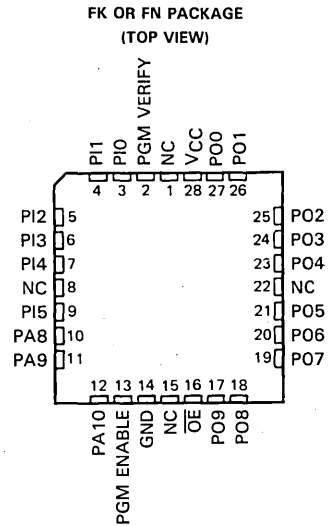 FK OR FN PACKAGE
(TOP VIEW)
PI1
PI0
PGM VERIFY
NC
VCC
PO0
PO1
4 3 2 1 28 27 26
PI2 5
PI3 6
PI4 7
NC 8
PI5 9
PA8 10
PA9 11
25 PO2
24 PO3
23 PO4
22 NC
21 PO5
20 PO6
19 PO7
12 13 14 15 16 17 18
PA10
PGM ENABLE
GND
NC
OE
PO9
PO8